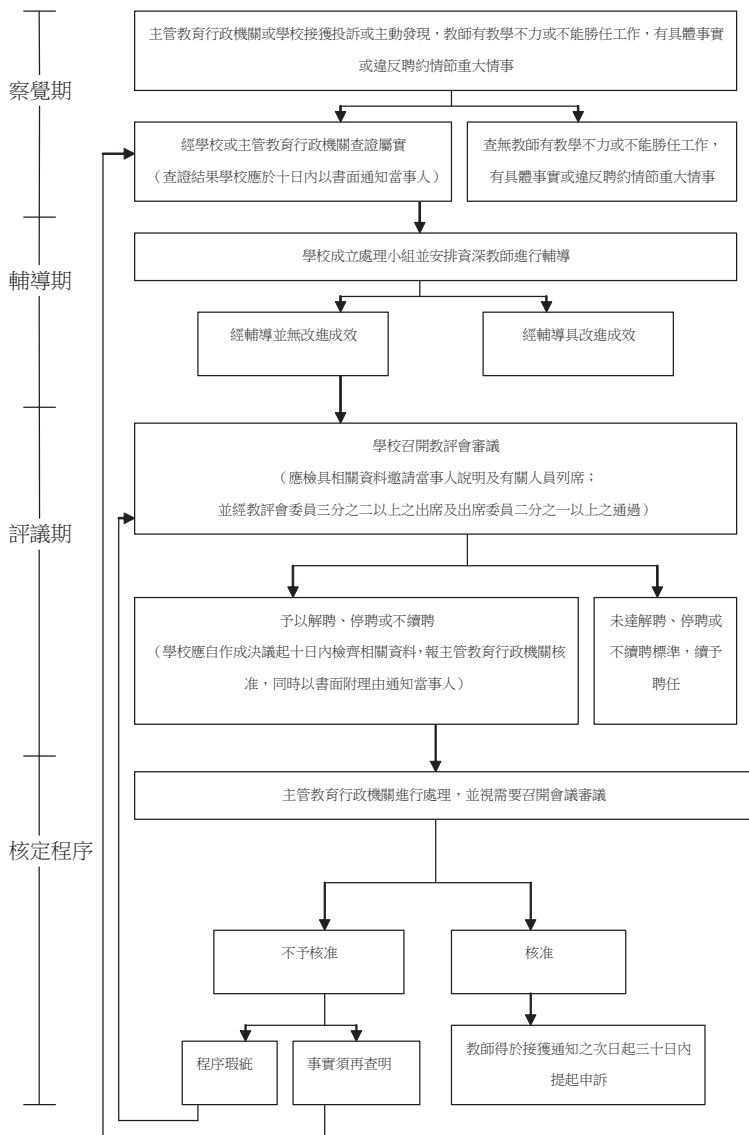 察覺期
主管教育行政機關或學校接獲投訴或主動發現，教師有教學不力或不能勝任工作，有具體事實
或違反聘約情節重大情事
經學校或主管教育行政機關查證屬實
（查證結果學校應於十日內以書面通知當事人）
查無教師有教學不力或不能勝任工作，
有具體事實或違反聘約情節重大情事
輔導期
學校成立處理小組並安排資深教師進行輔導
經輔導並無改進成效
經輔導具改進成效
評議期
學校召開教評會審議
（應檢具相關資料邀請當事人說明及有關人員列席；
並經教評會委員三分之二以上之出席及出席委員二分之一以上之通過）
予以解聘、停聘或不續聘
（學校應自作成決議起十日內檢齊相關資料，報主管教育行政機關核
准，同時以書面附理由通知當事人）
未達解聘、停聘或
不續聘標準，續予
聘任
核定程序
主管教育行政機關進行處理，並視需要召開會議審議
不予核准
核准
程序瑕疵
事實須再查明
教師得於接獲通知之次日起三十日內
提起申訴